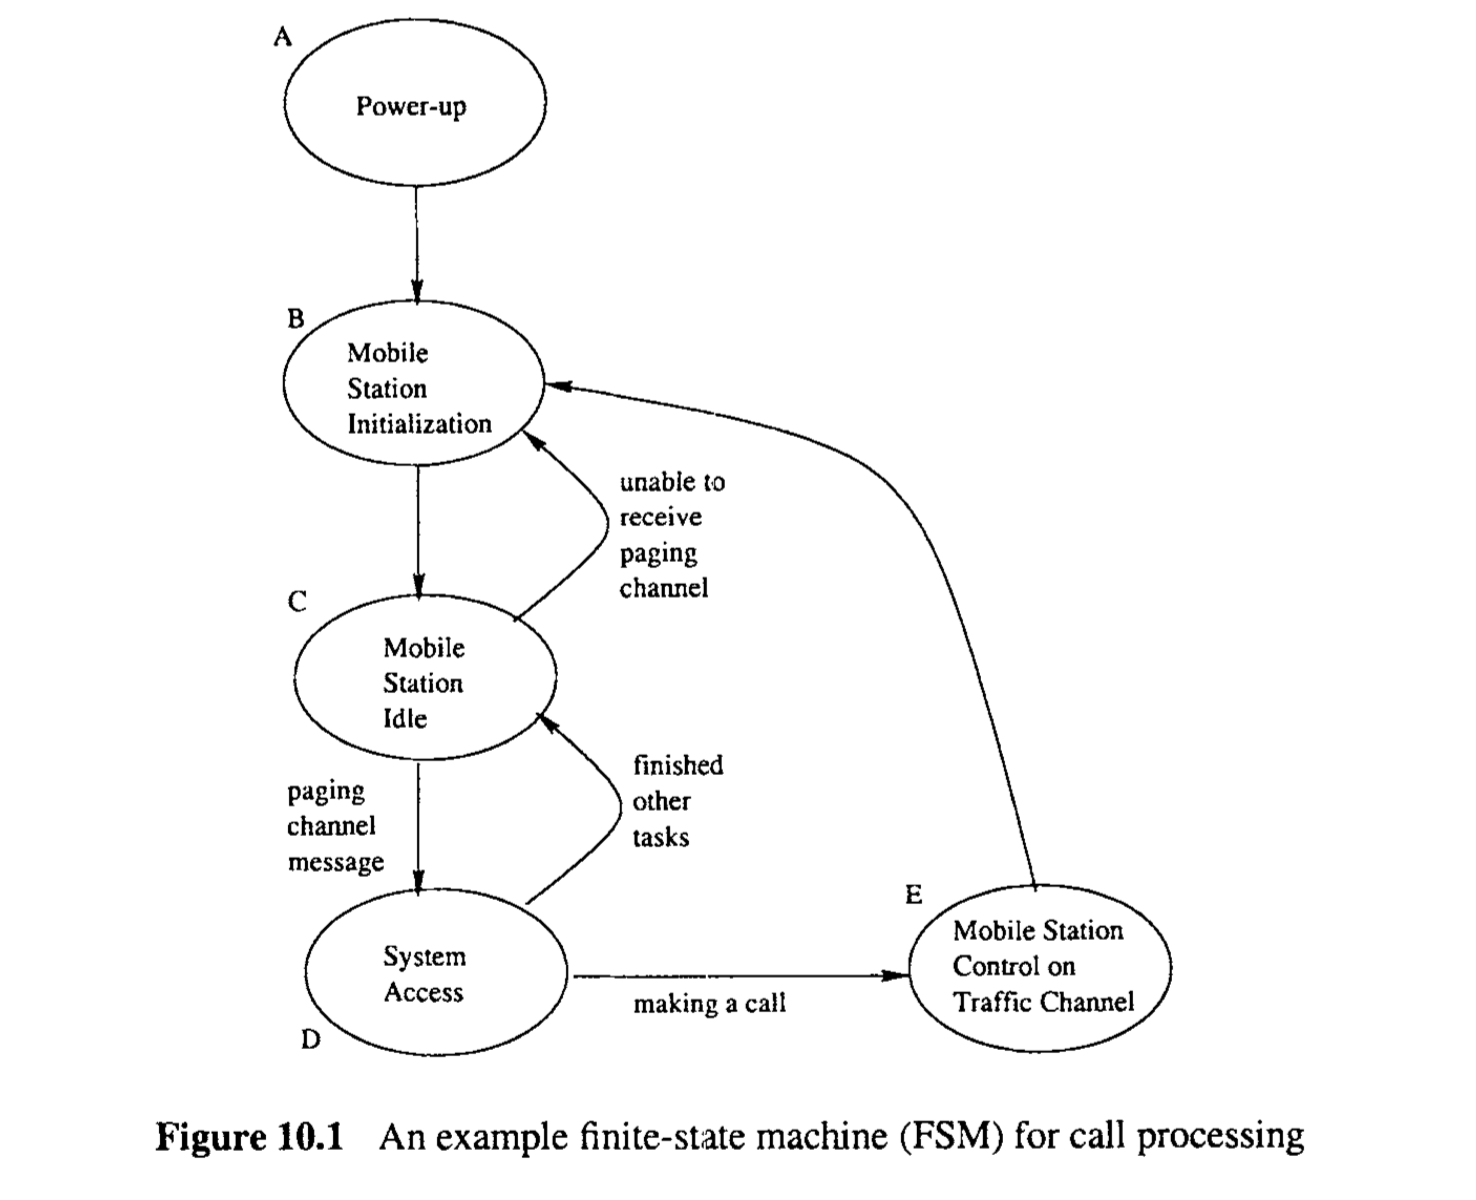 A
Power-up
B
Mobile
Station
Initialization
unable to
receive
paging
channel
C
Mobile
Station
Idle
paging
channel
message
finished
other
tasks
System
Access
D
making a call
E
Mobile Station
Control on
Traffic Channel
Figure 10.1 An example finite-state machine (FSM) for call processing